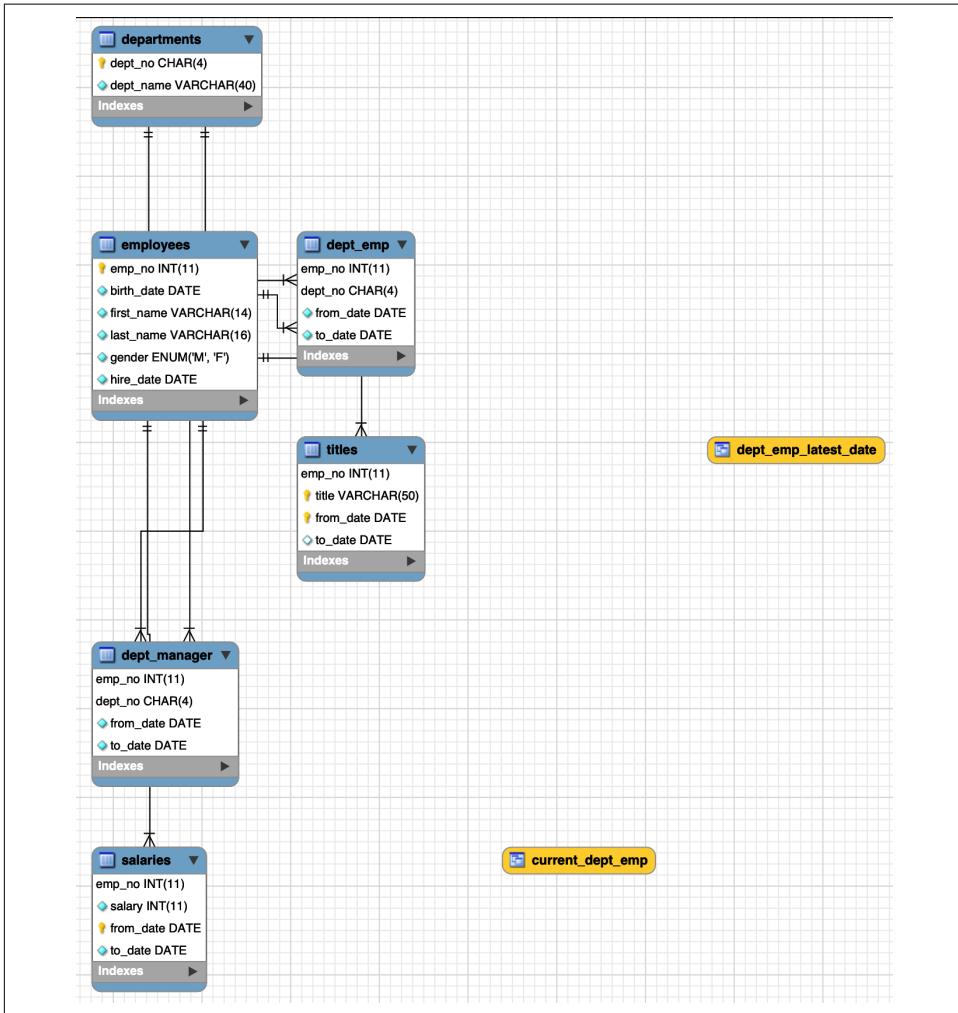 departments
dept_no CHAR(4)
dept_name VARCHAR(40)
Indexes
employees
emp_no INT(11)
birth_date DATE
first_name VARCHAR(14)
last_name VARCHAR(16)
gender ENUM('M', 'F')
hire_date DATE
Indexes
dept_emp
emp_no INT(11)
dept_no CHAR(4)
from_date DATE
to_date DATE
Indexes
titles
emp_no INT(11)
title VARCHAR(50)
from_date DATE
to_date DATE
Indexes
dept_emp_latest_date
dept_manager
emp_no INT(11)
dept_no CHAR(4)
from_date DATE
to_date DATE
Indexes
salaries
emp_no INT(11)
salary INT(11)
from_date DATE
to_date DATE
Indexes
current_dept_emp